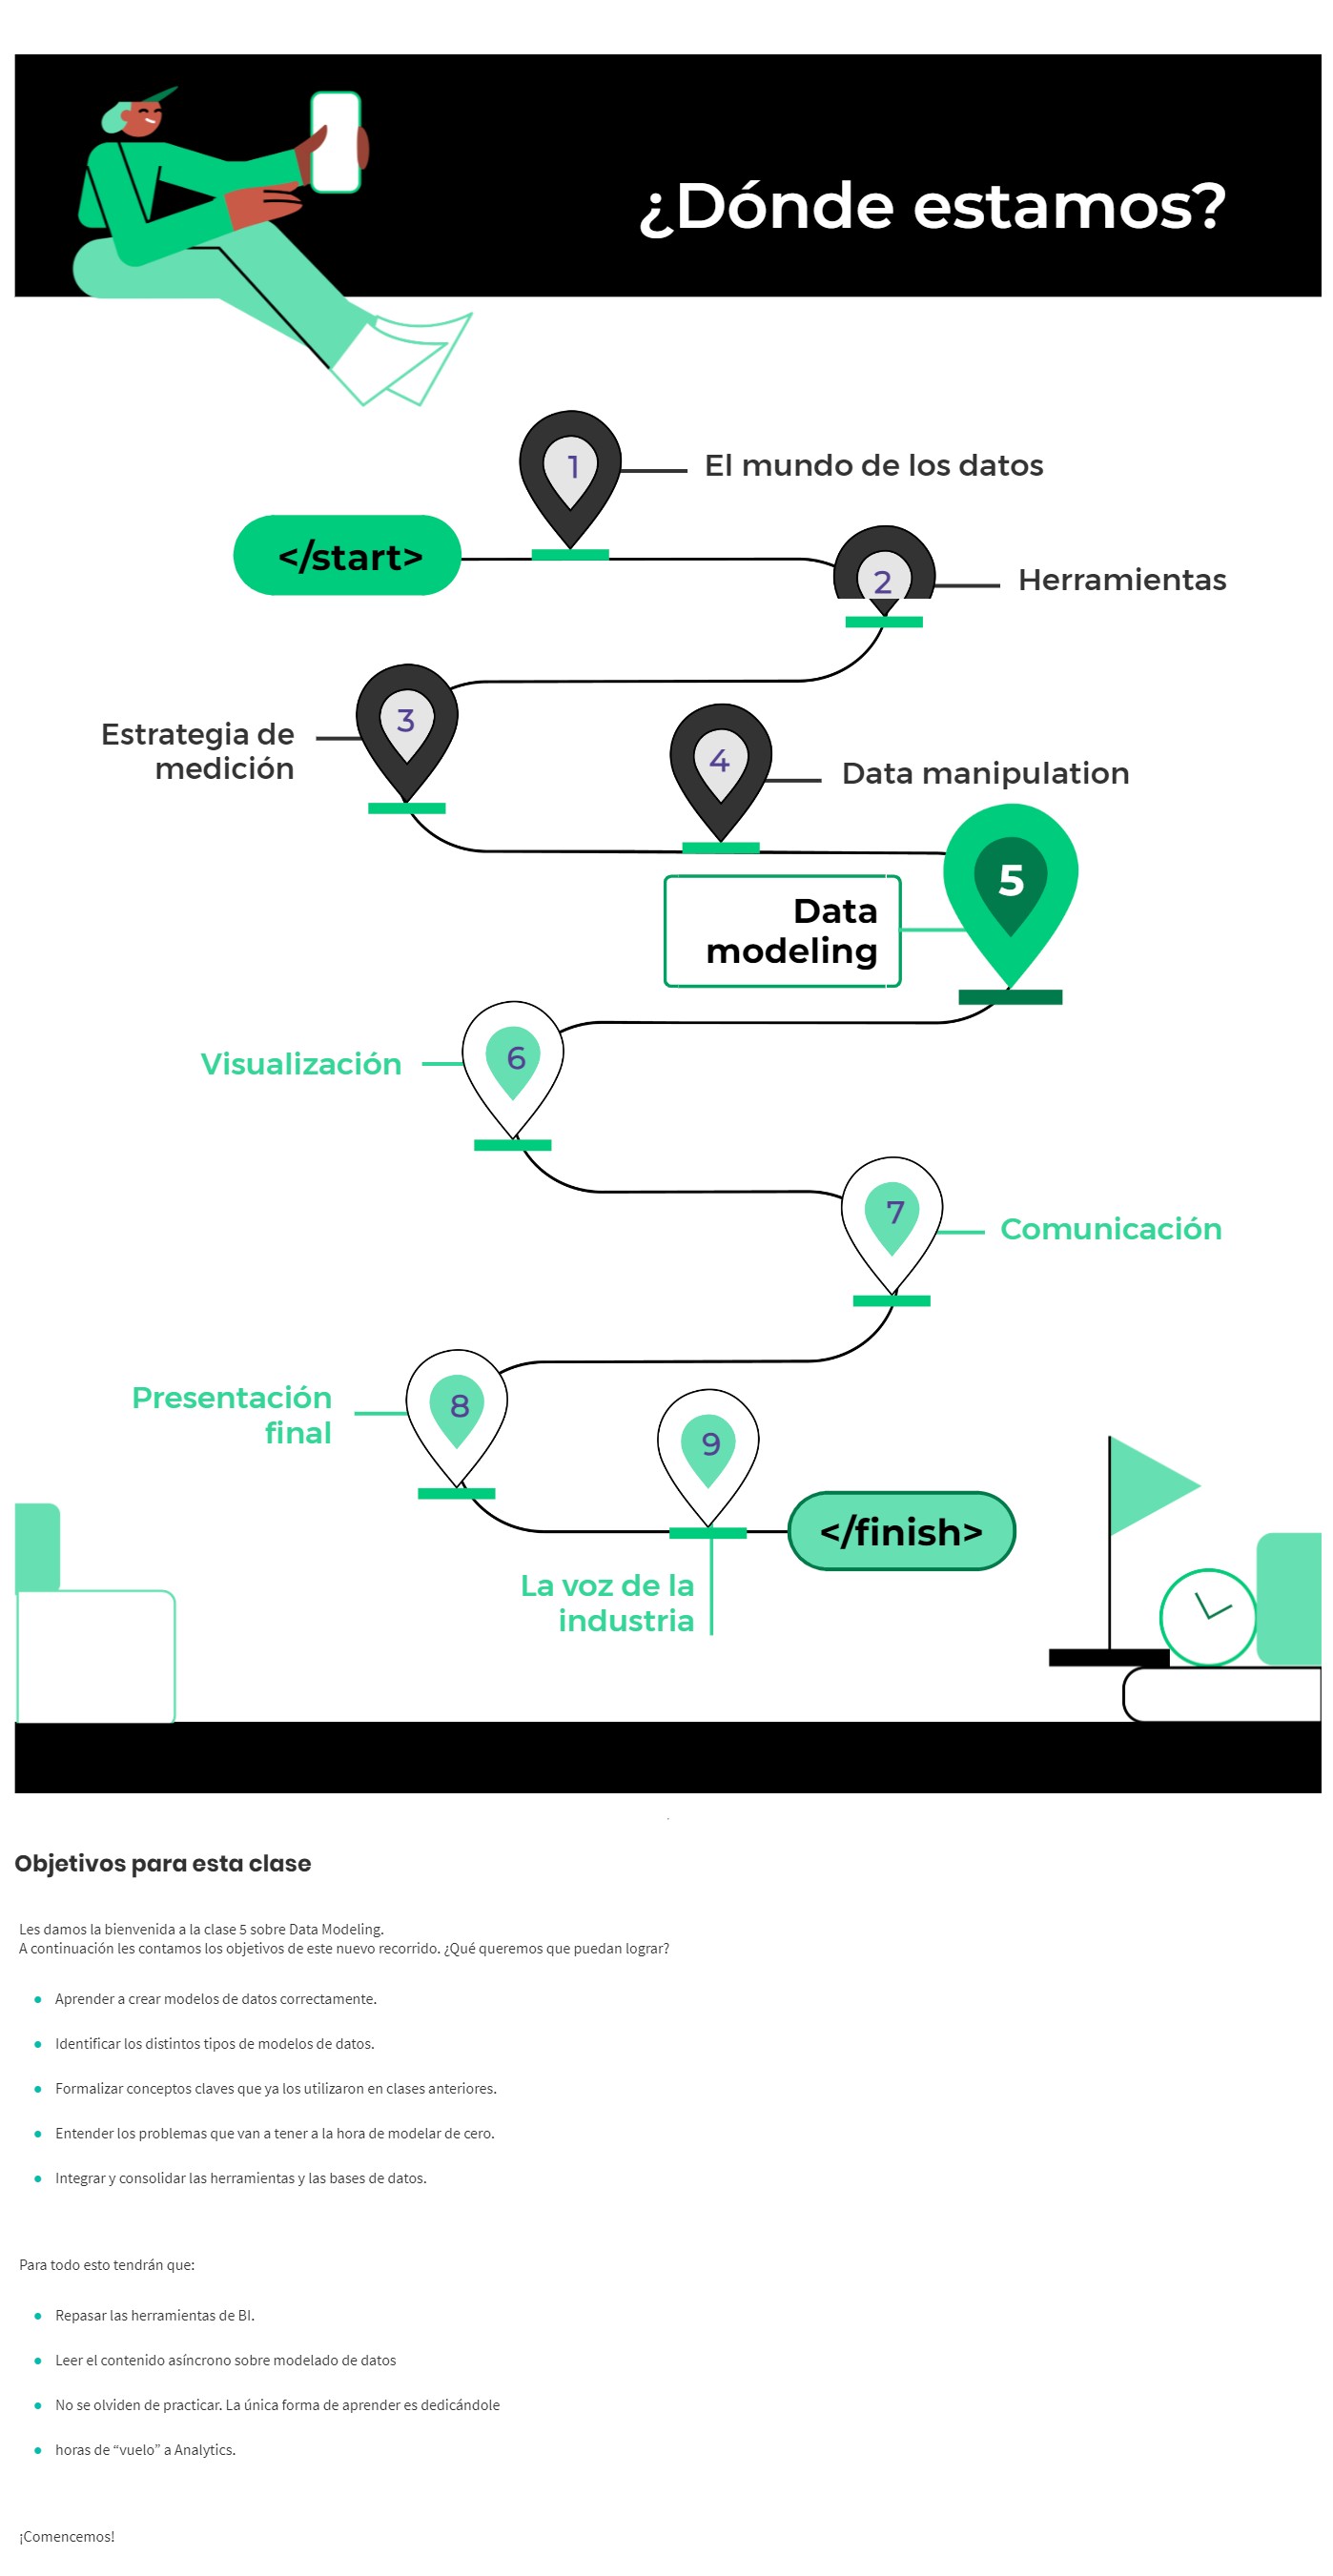 ¿Dónde estamos?
1
El mundo de los datos
</start>
2
Herramientas
3
Estrategia de
medición
4
Data manipulation
5
Data
modeling
6
Visualización
7
Comunicación
8
Presentación
final
9
</finish>
La voz de la
industria
Objetivos para esta clase
Les damos la bienvenida a la clase 5 sobre Data Modeling.
A continuación les contamos los objetivos de este nuevo recorrido. ¿Qué queremos que puedan lograr?
Aprender a crear modelos de datos correctamente.
Identificar los distintos tipos de modelos de datos.
Formalizar conceptos claves que ya los utilizaron en clases anteriores.
Entender los problemas que van a tener a la hora de modelar de cero.
Integrar y consolidar las herramientas y las bases de datos.
Para todo esto tendrán que:
Repasar las herramientas de BI.
Leer el contenido asíncrono sobre modelado de datos
No se olviden de practicar. La única forma de aprender es dedicándole
horas de “vuelo” a Analytics.
¡Comencemos!